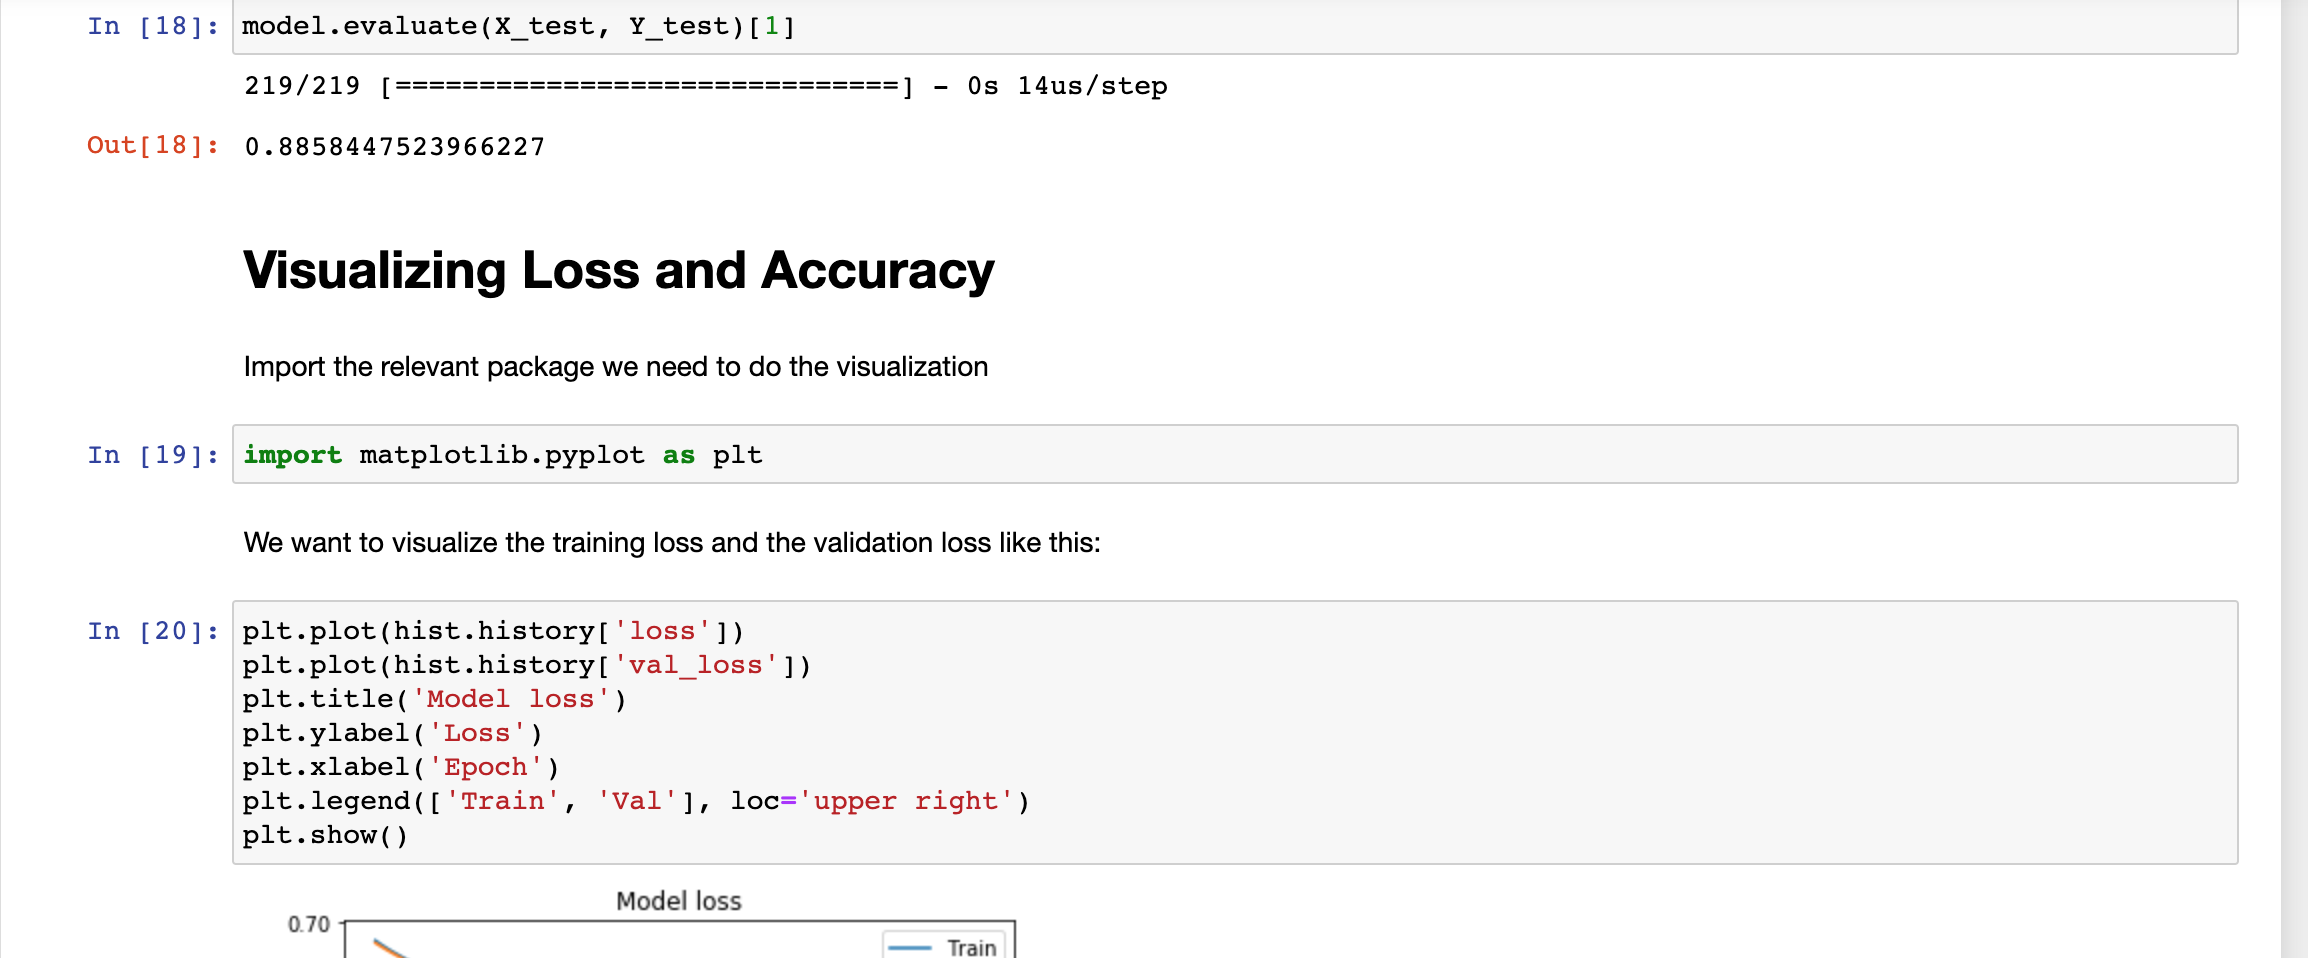 In [18]: model.evaluate(X_test, Y_test)[1]
219/219 [==============================] - 0s 14us/step
Out[18]: 0.8858447523966227
Visualizing Loss and Accuracy
Import the relevant package we need to do the visualization
In [19]: import matplotlib.pyplot as plt
We want to visualize the training loss and the validation loss like this:
In [20]: plt.plot(hist.history['loss'])
plt.plot(hist.history['val_loss'])
plt.title('Model loss')
plt.ylabel('Loss')
plt.xlabel('Epoch')
plt.legend(['Train', 'Val'], loc='upper right')
plt.show()
Model loss
0.70
Train